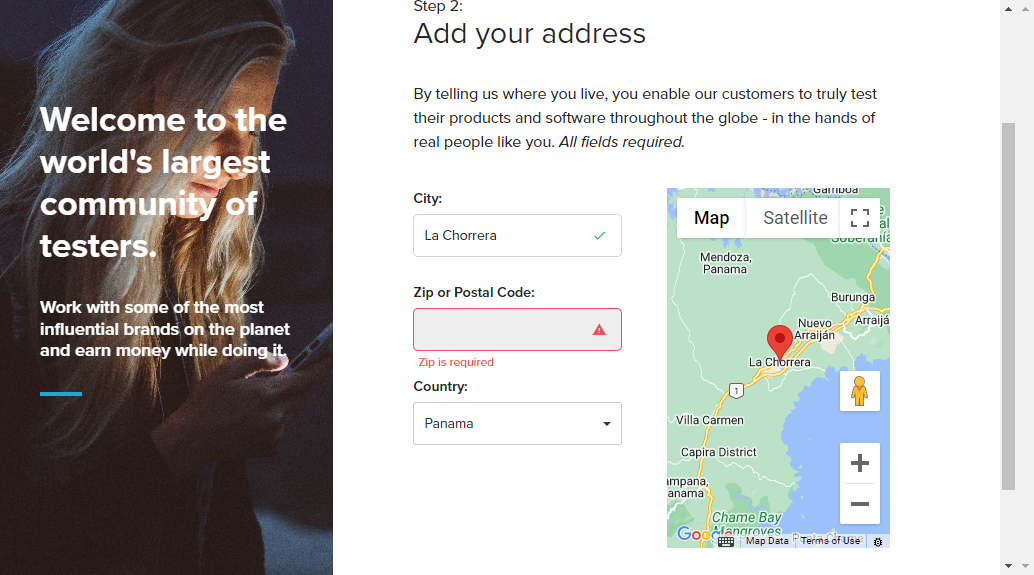 Welcome to the
world's largest
community of
testers.
Work with some of the most
influential brands on the planet
and earn money while doing it.
Step 2:
Add your address
By telling us where you live, you enable our customers to truly test
their products and software throughout the globe - in the hands of
real people like you. All fields required.
City:
La Chorrera
Zip or Postal Code:
Zip is required
Country:
Panama
Gamboa
Map
Satellite
Soberanía
Mendoza,
Panama
Burunga
Nuevo
Arraiján
Arraijá
La Chorrera
1
Villa Carmen
Capira District
ampana,
anama
Chame Bay
Mangroves
Google
Map Data
Terms of Use